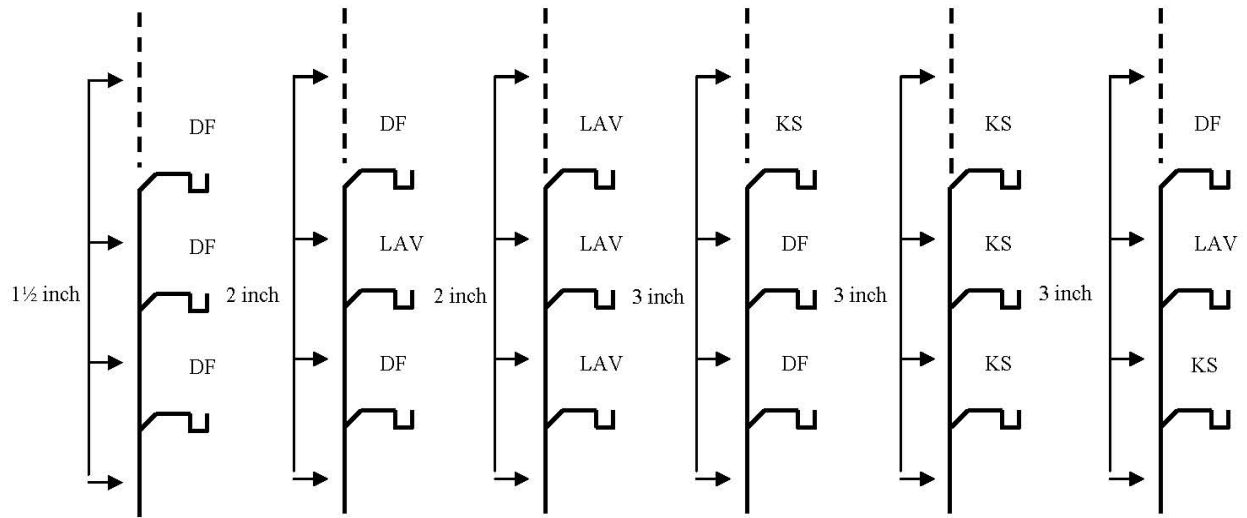 DF DF LAV KS KS DF
DF LAV LAV DF KS LAV
1½ inch 2 inch 2 inch 3 inch 3 inch 3 inch
DF DF LAV DF KS KS